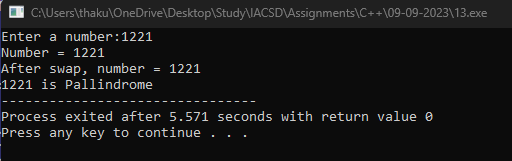 C:\Users\thaku\OneDrive\Desktop\Study\IACSD\Assignments\C++\09-09-2023\13.exe
Enter a number:1221
Number = 1221
After swap, number = 1221
1221 is Pallindrome
--------------------------------
Process exited after 5.571 seconds with return value 0
Press any key to continue . . .